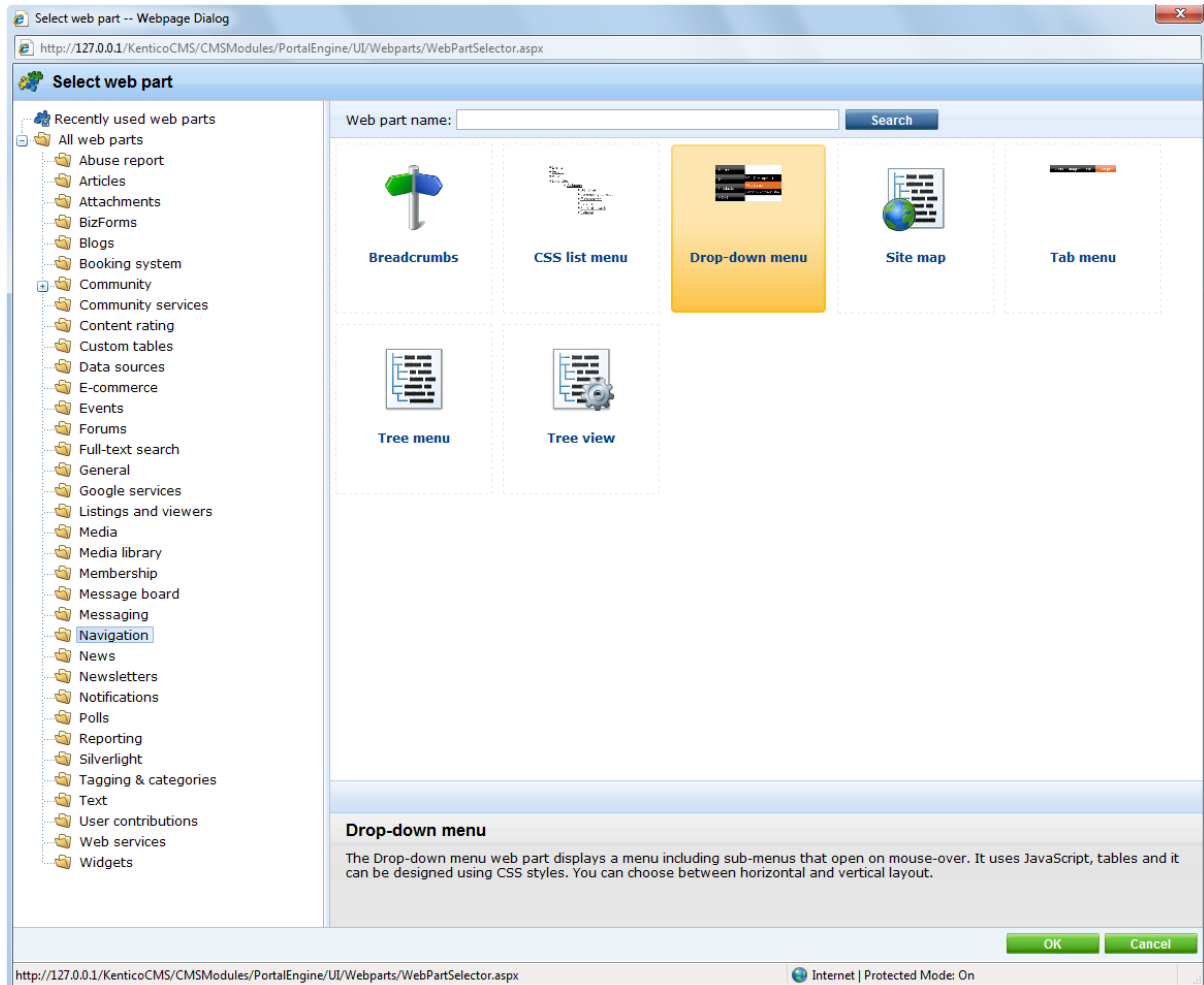 Select web part -- Webpage Dialog
http://127.0.0.1/KenticoCMS/CMSModules/PortalEngine/UI/Webparts/WebPartSelector.aspx
Select web part
Recently used web parts
All web parts
Abuse report
Articles
Attachments
BizForms
Blogs
Booking system
Community
Community services
Content rating
Custom tables
Data sources
E-commerce
Events
Forums
Full-text search
General
Google services
Listings and viewers
Media
Media library
Membership
Message board
Messaging
Navigation
News
Newsletters
Notifications
Polls
Reporting
Silverlight
Tagging & categories
Text
User contributions
Web services
Widgets
Web part name:
Search
Breadcrumbs
CSS list menu
Drop-down menu
Site map
Tab menu
Tree menu
Tree view
Drop-down menu
The Drop-down menu web part displays a menu including sub-menus that open on mouse-over. It uses JavaScript, tables and it
can be designed using CSS styles. You can choose between horizontal and vertical layout.
OK
Cancel
http://127.0.0.1/KenticoCMS/CMSModules/PortalEngine/UI/Webparts/WebPartSelector.aspx
Internet | Protected Mode: On